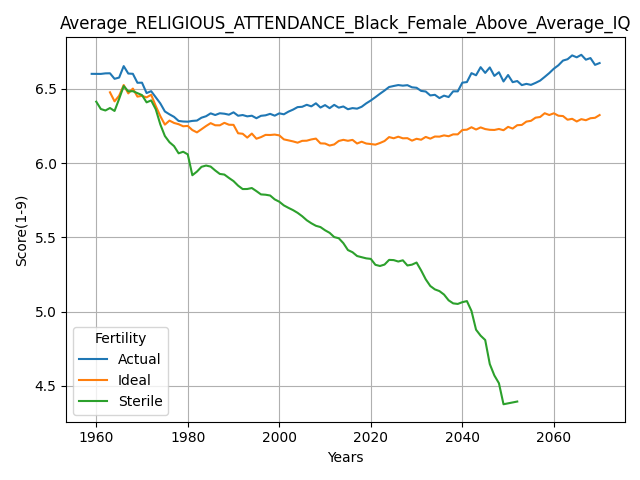 Average_RELIGIOUS_ATTENDANCE_Black_Female_Above_Average_IQ
Score(1-9)
6.5
6.0
5.5
5.0
4.5
Fertility
Actual
Ideal
Sterile
1960 1980 2000 2020 2040 2060
Years